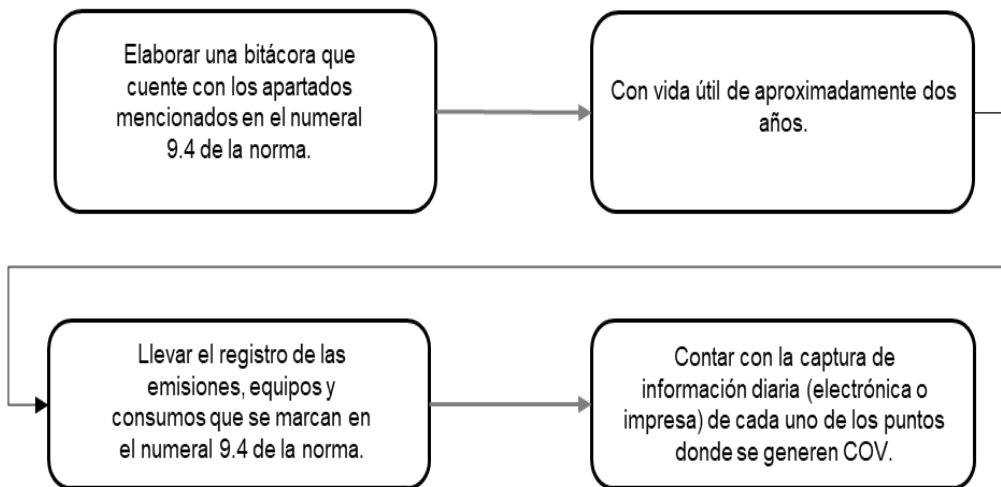 Elaborar una bitácora que
cuente con los apartados
mencionados en el numeral
9.4 de la norma.
Con vida útil de aproximadamente dos
años.
Llevar el registro de las
emisiones, equipos y
consumos que se marcan en
el numeral 9.4 de la norma.
Contar con la captura de
información diaria (electrónica o
impresa) de cada uno de los puntos
donde se generen COV.